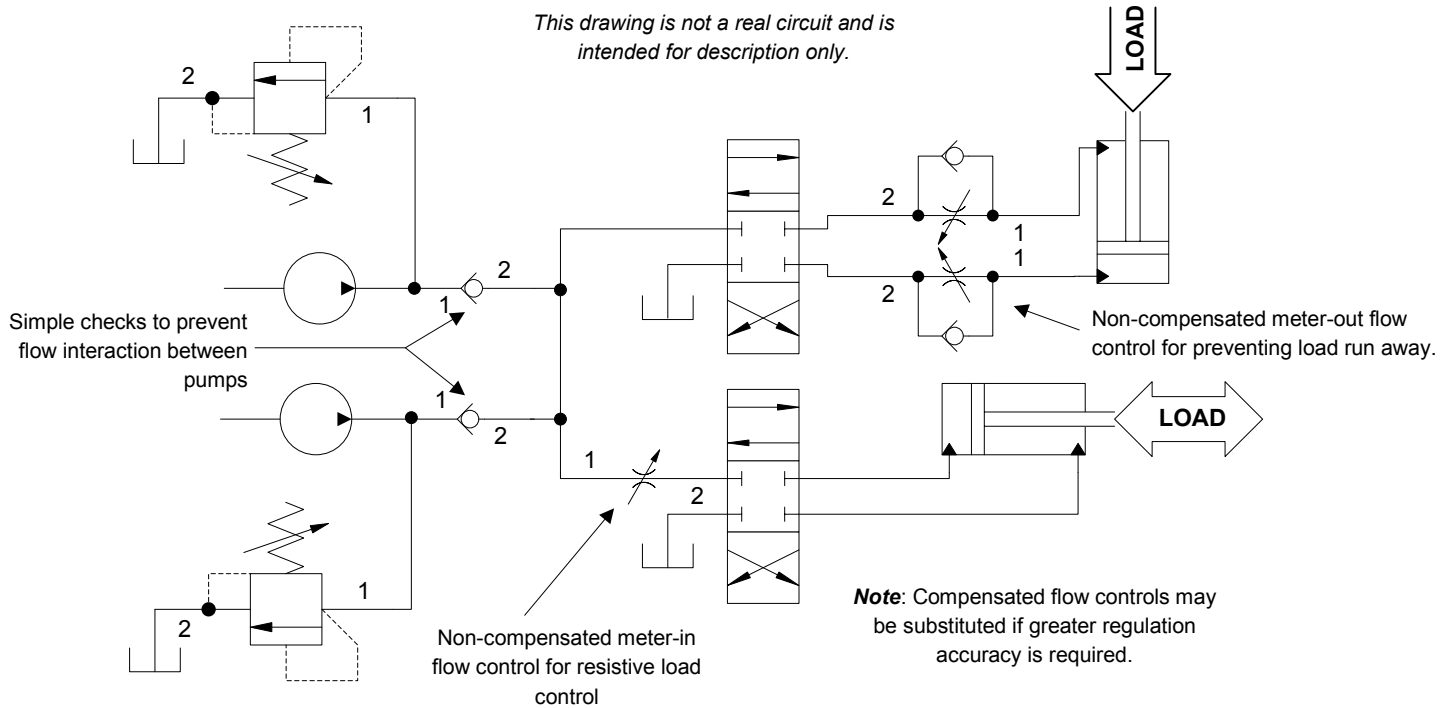 This drawing is not a real circuit and is
intended for description only.
LOAD
2
1
2
1
1
2
2
1
Simple checks to prevent
flow interaction between
pumps
1
2
Non-compensated meter-out flow
control for preventing load run away.
LOAD
1
2
1
2
Non-compensated meter-in
flow control for resistive load
control
Note: Compensated flow controls may
be substituted if greater regulation
accuracy is required.